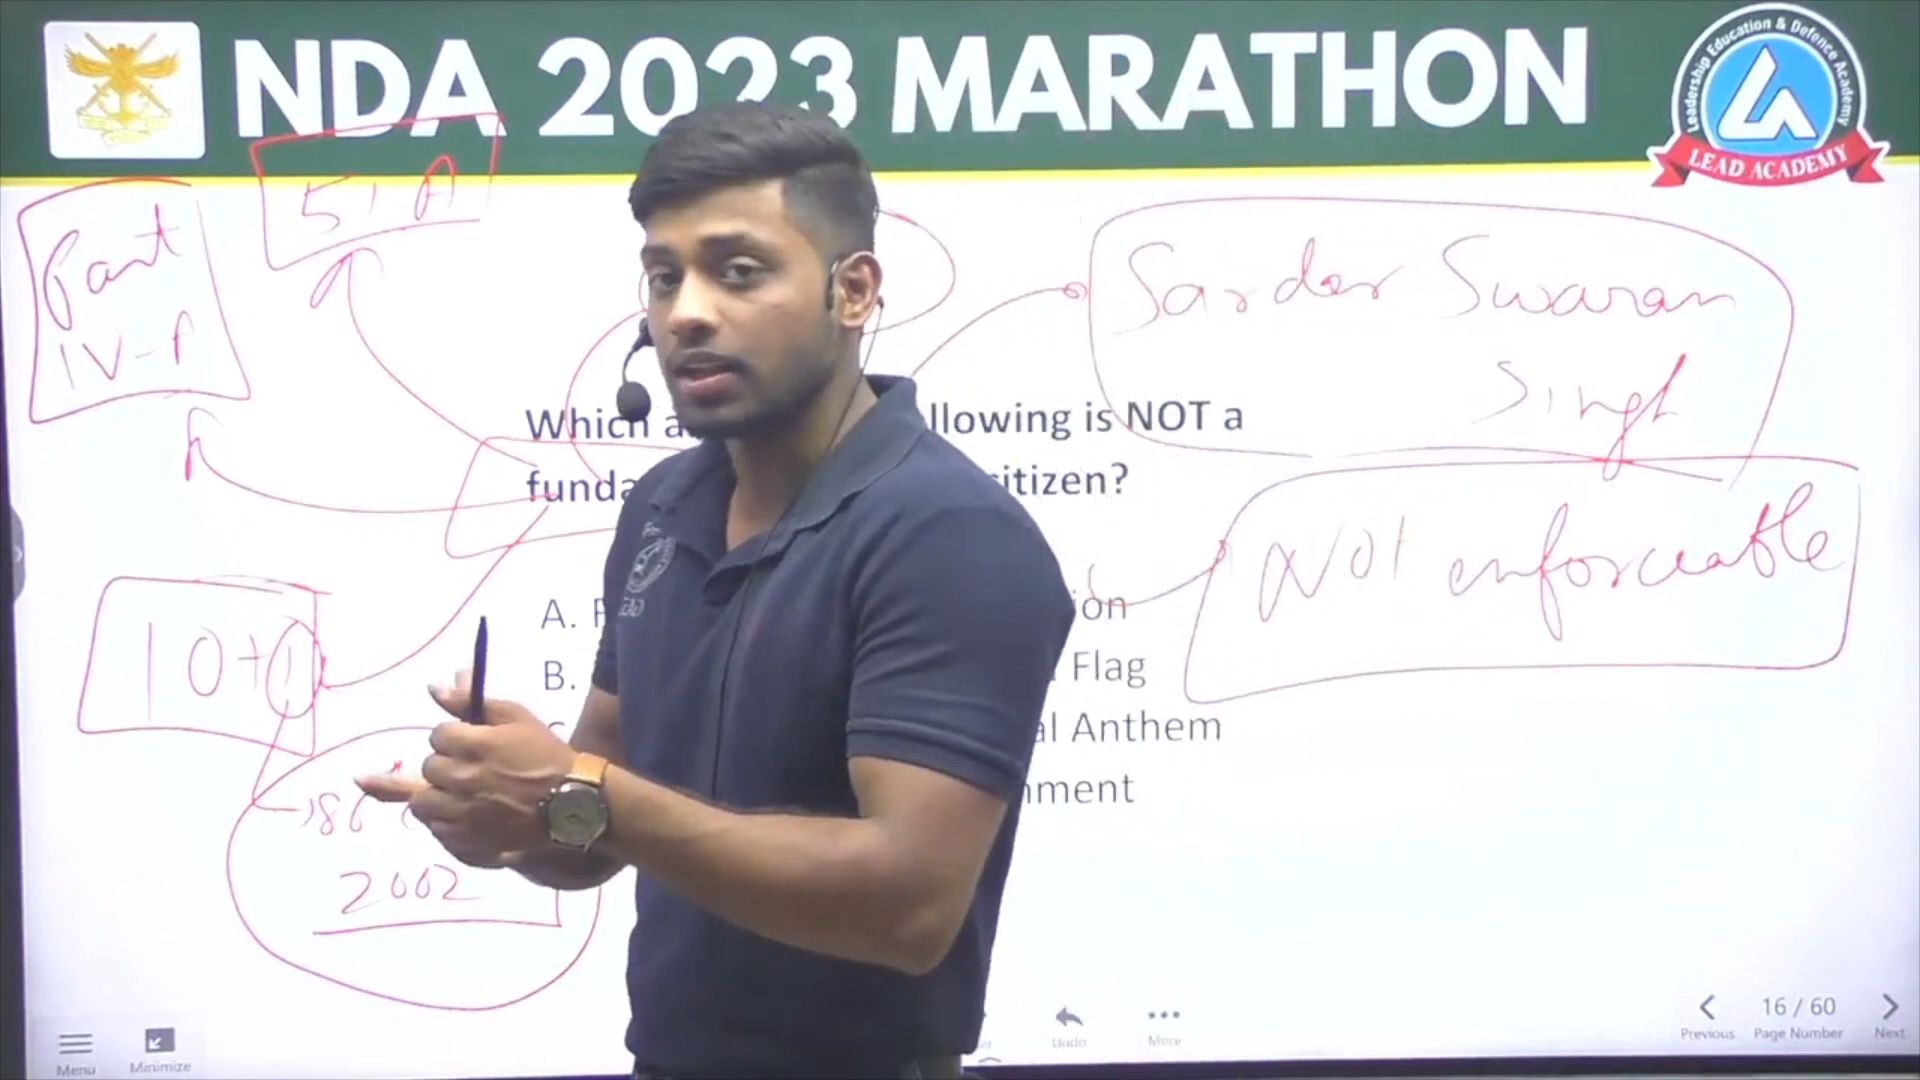 NDA 2023 MARATHON
Leadership Education & Defence Academy
LEAD ACADEMY
51 A
Part
IV-A
Sardar Swaran
Singh
Which llowing is NOT a
funda itizen?
Not enforceable
10+1
A. ion
B. Flag
al Anthem
nment
86
2002
Menu
Minimize
Undo
More
Previous
16 / 60
Page Number
Next